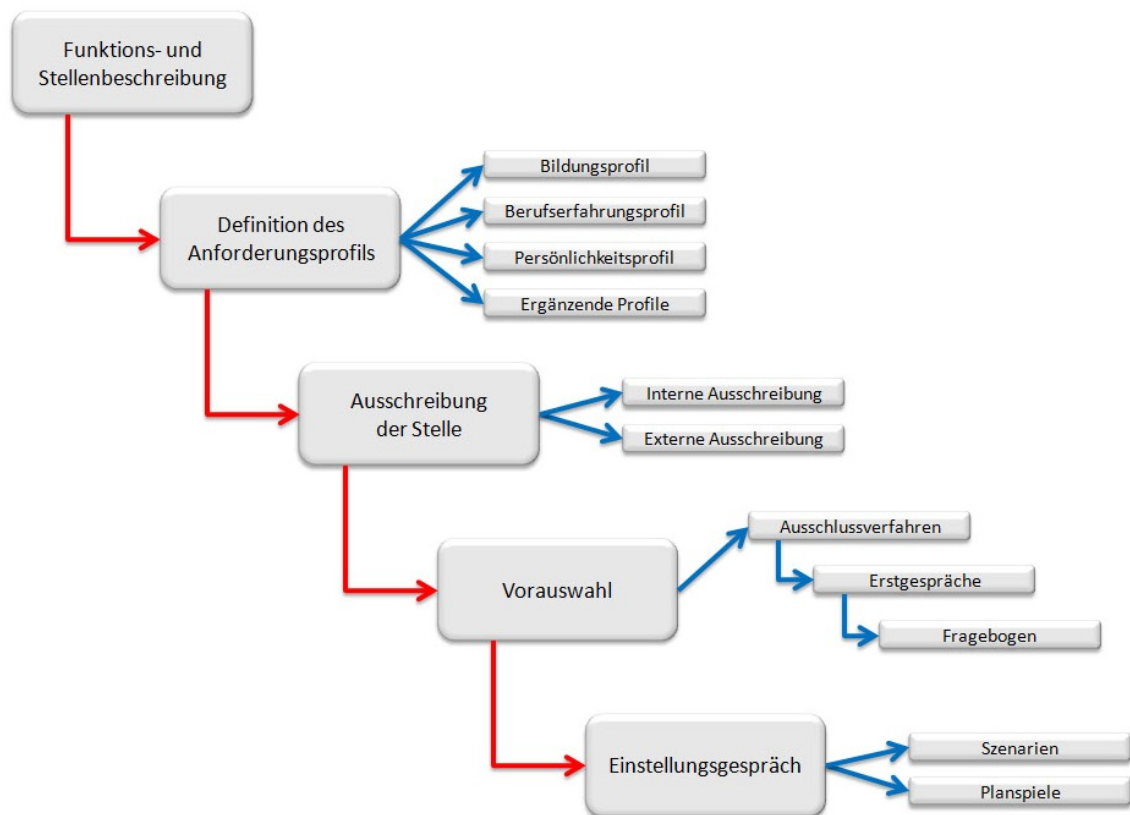 Funktions- und
Stellenbeschreibung
Definition des
Anforderungsprofils
Bildungsprofil
Berufserfahrungsprofil
Persönlichkeitsprofil
Ergänzende Profile
Ausschreibung
der Stelle
Interne Ausschreibung
Externe Ausschreibung
Vorauswahl
Ausschlussverfahren
Erstgespräche
Fragebogen
Einstellungsgespräch
Szenarien
Planspiele